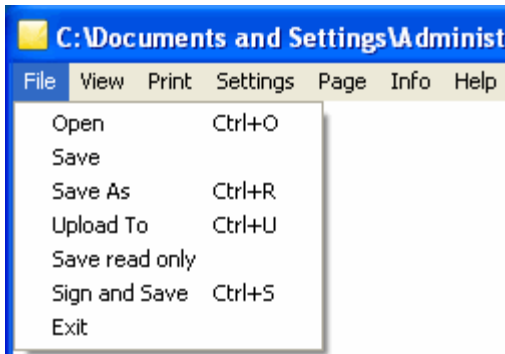 C:\Documents and Settings\Administ
File View Print Settings Page Info Help
Open Ctrl+O
Save
Save As Ctrl+R
Upload To Ctrl+U
Save read only
Sign and Save Ctrl+S
Exit